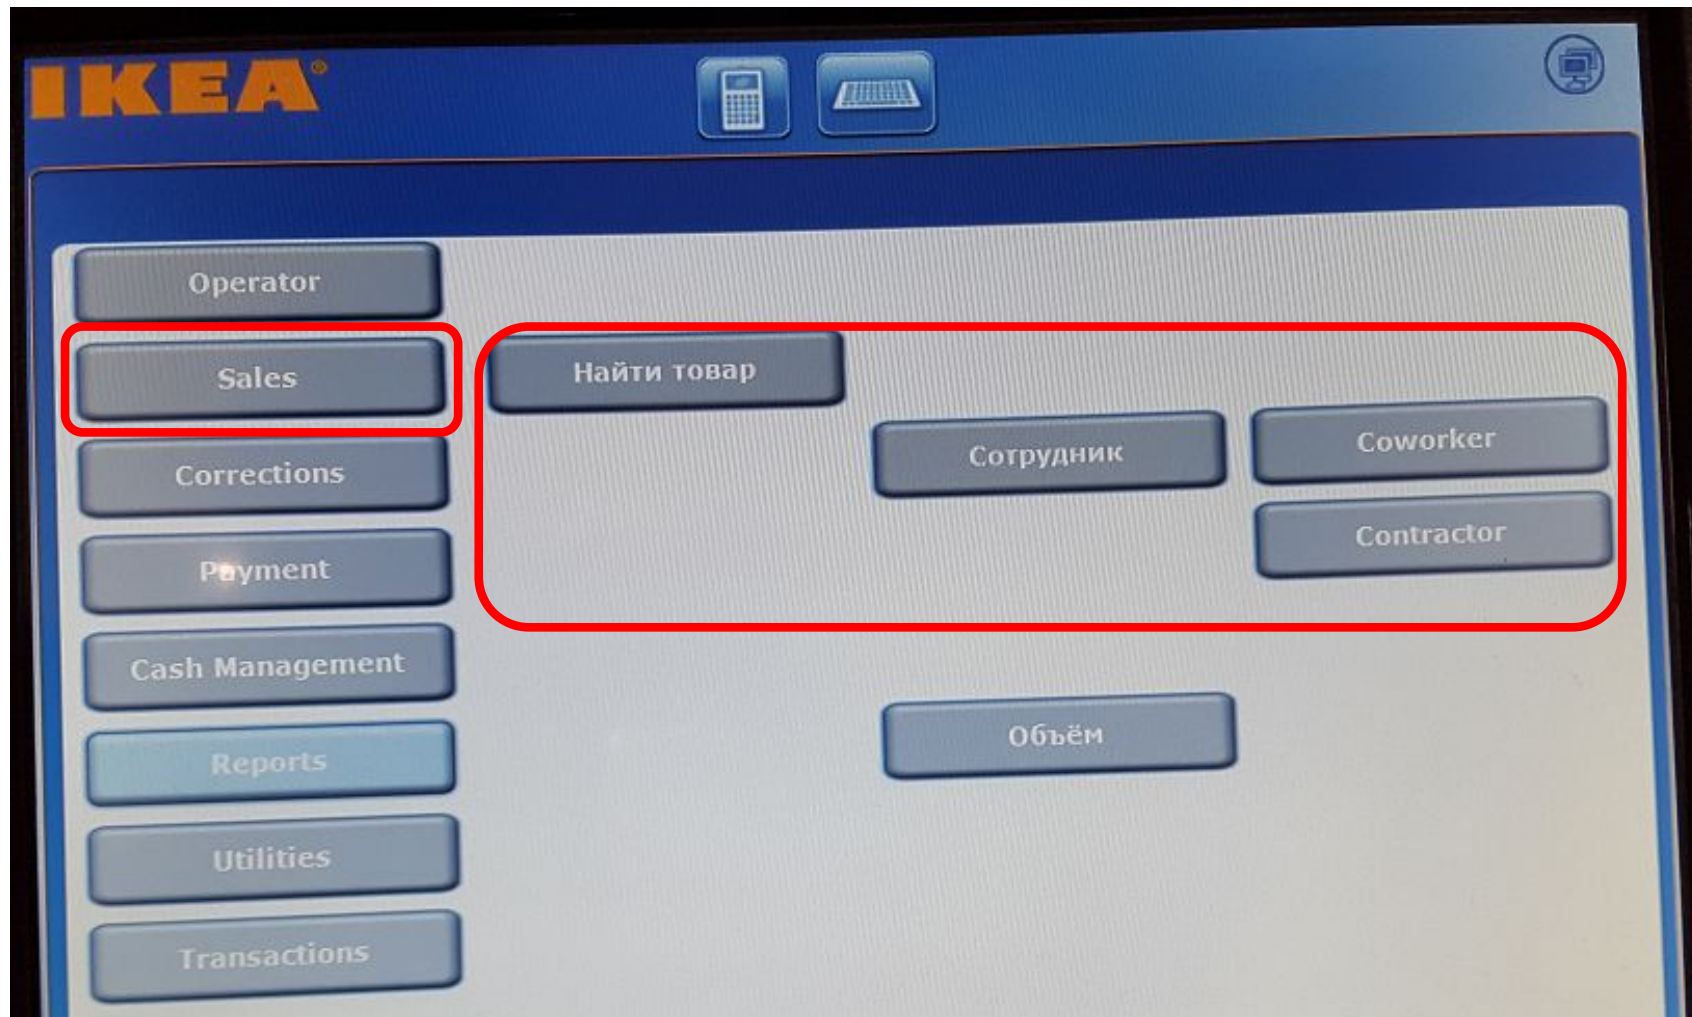 IKEA®
Operator
Sales
Найти товар
Сотрудник
Coworker
Corrections
Contractor
Payment
Cash Management
Объём
Reports
Utilities
Transactions